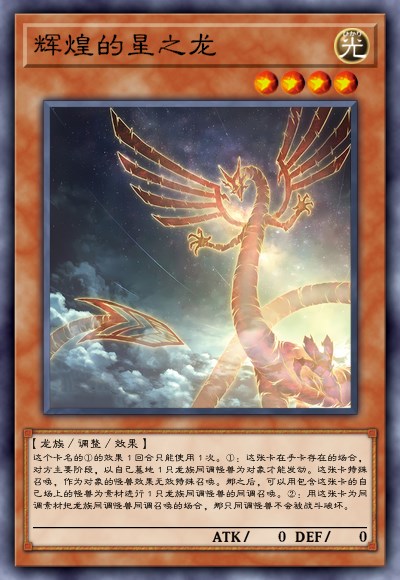 辉煌的星之龙
光
【龙族／调整／效果】
这个卡名的①的效果1回合只能使用1次。①：这张卡在手卡存在的场合，
对方主要阶段，以自己墓地1只龙族同调怪兽为对象才能发动。这张卡特殊
召唤，作为对象的怪兽效果无效特殊召唤。那之后，可以用包含这张卡的自
己场上的怪兽为素材进行1只龙族同调怪兽的同调召唤。②：用这张卡为同
调素材把龙族同调怪兽同调召唤的场合，那只同调怪兽不会被战斗破坏。
ATK/ 0 DEF/ 0